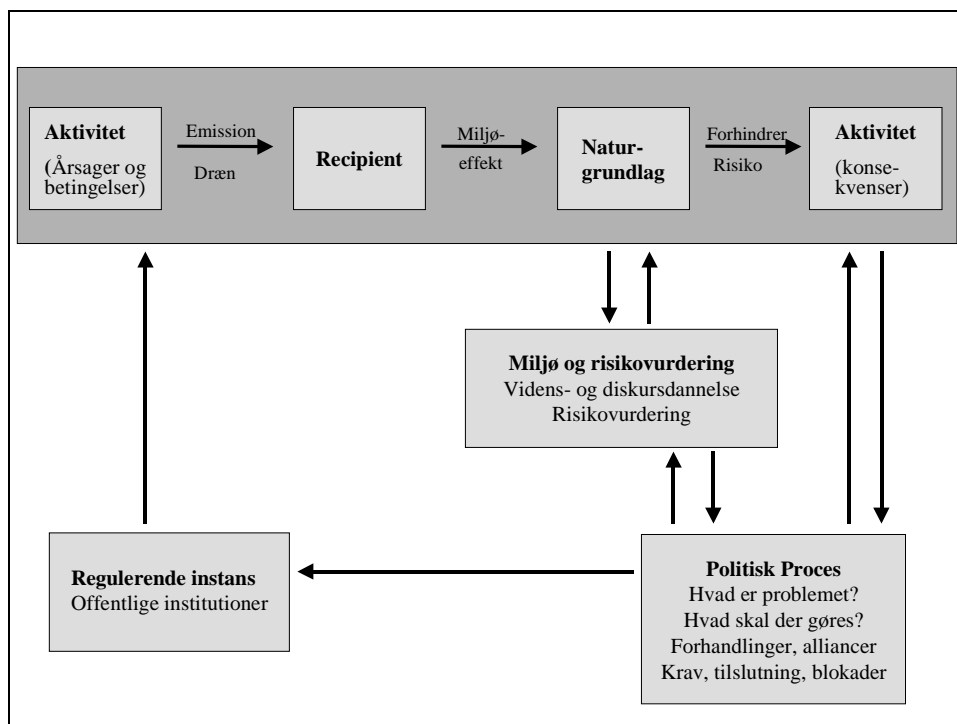 Aktivitet
(Årsager og
betingelser)
Emission
Dræn
Recipient
Miljø-
effekt
Natur-
grundlag
Forhindrer
Risiko
Aktivitet
(konse-
kvenser)
Miljø og risikovurdering
Videns- og diskursdannelse
Risikovurdering
Regulerende instans
Offentlige institutioner
Politisk Proces
Hvad er problemet?
Hvad skal der gøres?
Forhandlinger, alliancer
Krav, tilslutning, blokader